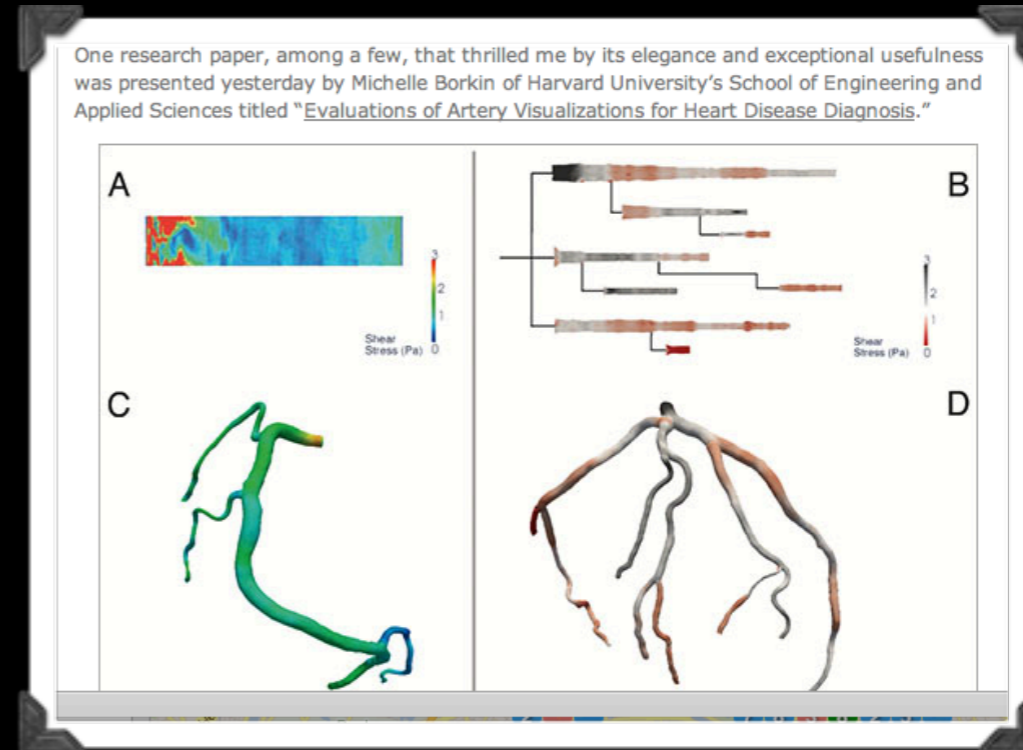 One research paper, among a few, that thrilled me by its elegance and exceptional usefulness
was presented yesterday by Michelle Borkin of Harvard University's School of Engineering and
Applied Sciences titled “Evaluations of Artery Visualizations for Heart Disease Diagnosis.”
A
B
3
2
1
Shear
Stress (Pa) 0
3
2
1
Shear
Stress (Pa) 0
C
D